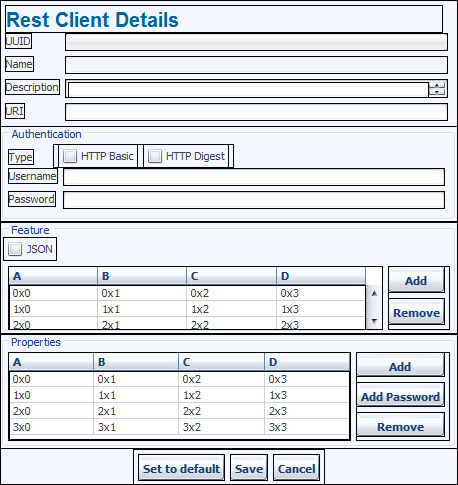 Rest Client Details
UUID
Name
Description
URI
Authentication
Type HTTP Basic HTTP Digest
Username
Password
Feature
JSON
A B C D
0x0 0x1 0x2 0x3
1x0 1x1 1x2 1x3
2x0 2x1 2x2 2x3
Add
Remove
Properties
A B C D
0x0 0x1 0x2 0x3
1x0 1x1 1x2 1x3
2x0 2x1 2x2 2x3
3x0 3x1 3x2 3x3
Add
Add Password
Remove
Set to default Save Cancel